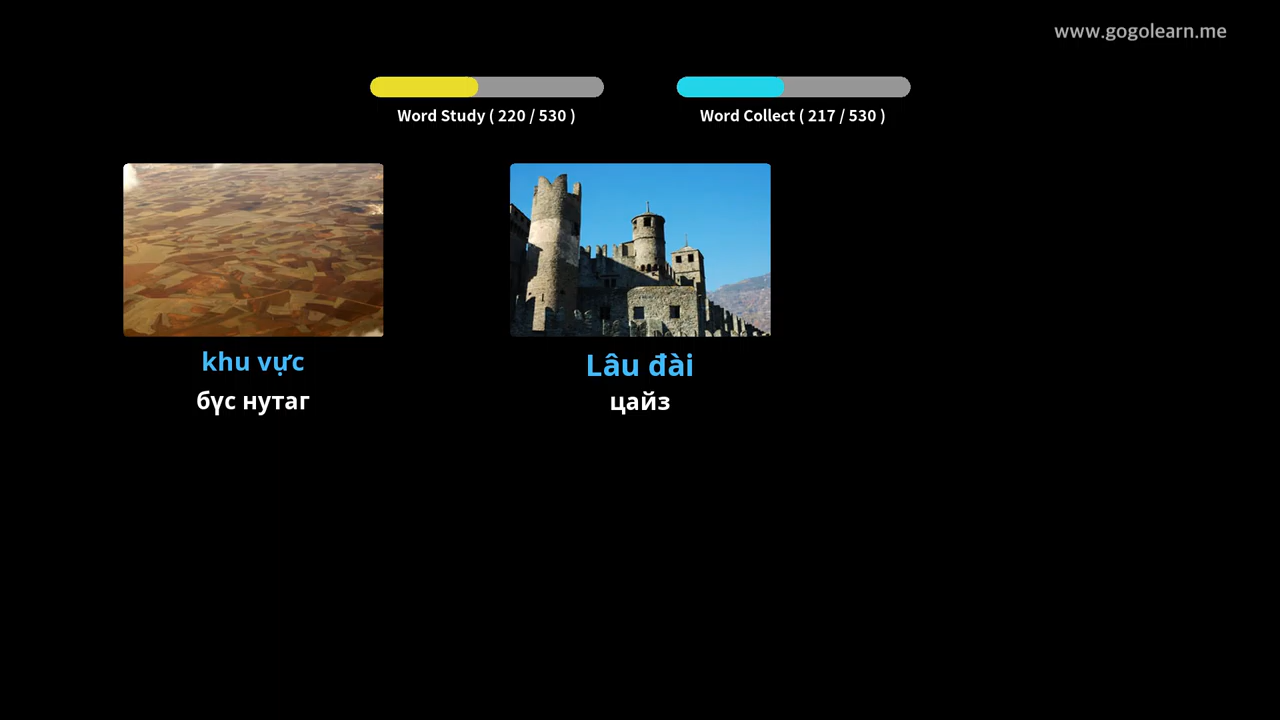 www.gogolearn.me
Word Study ( 220 / 530 )
Word Collect ( 217 / 530 )
khu vực
бүс нутаг
Lâu đài
цайз